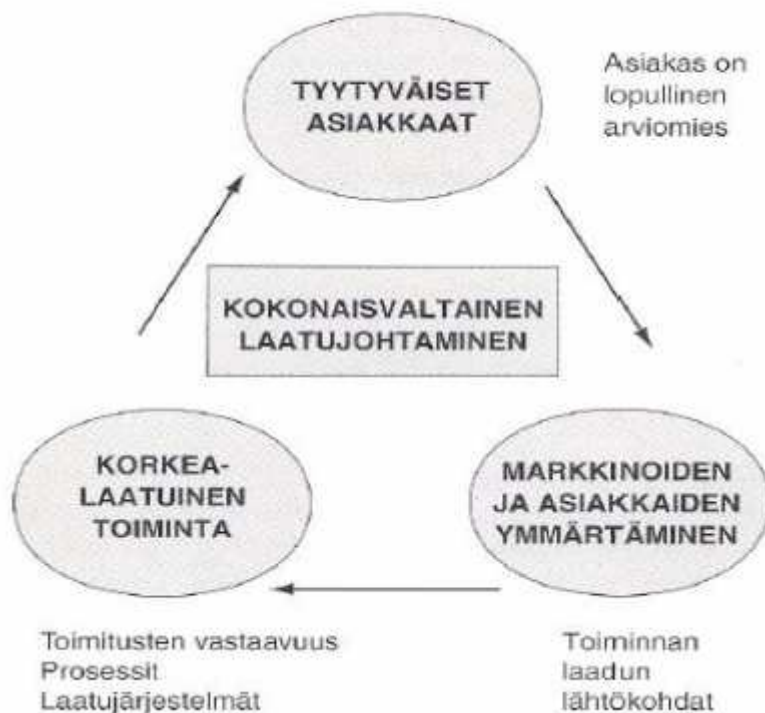 TYYTYVÄISET
ASIAKKAAT
Asiakas on
lopullinen
arviomies
KOKONAISVALTAINEN
LAATUJOHTAMINEN
KORKEA-
LAATUINEN
TOIMINTA
MARKKINOIDEN
JA ASIAKKAIDEN
YMMÄRTÄMINEN
Toimitusten vastaavuus
Prosessit
Laatujärjestelmät
Toiminnan
laadun
lähtökohdat